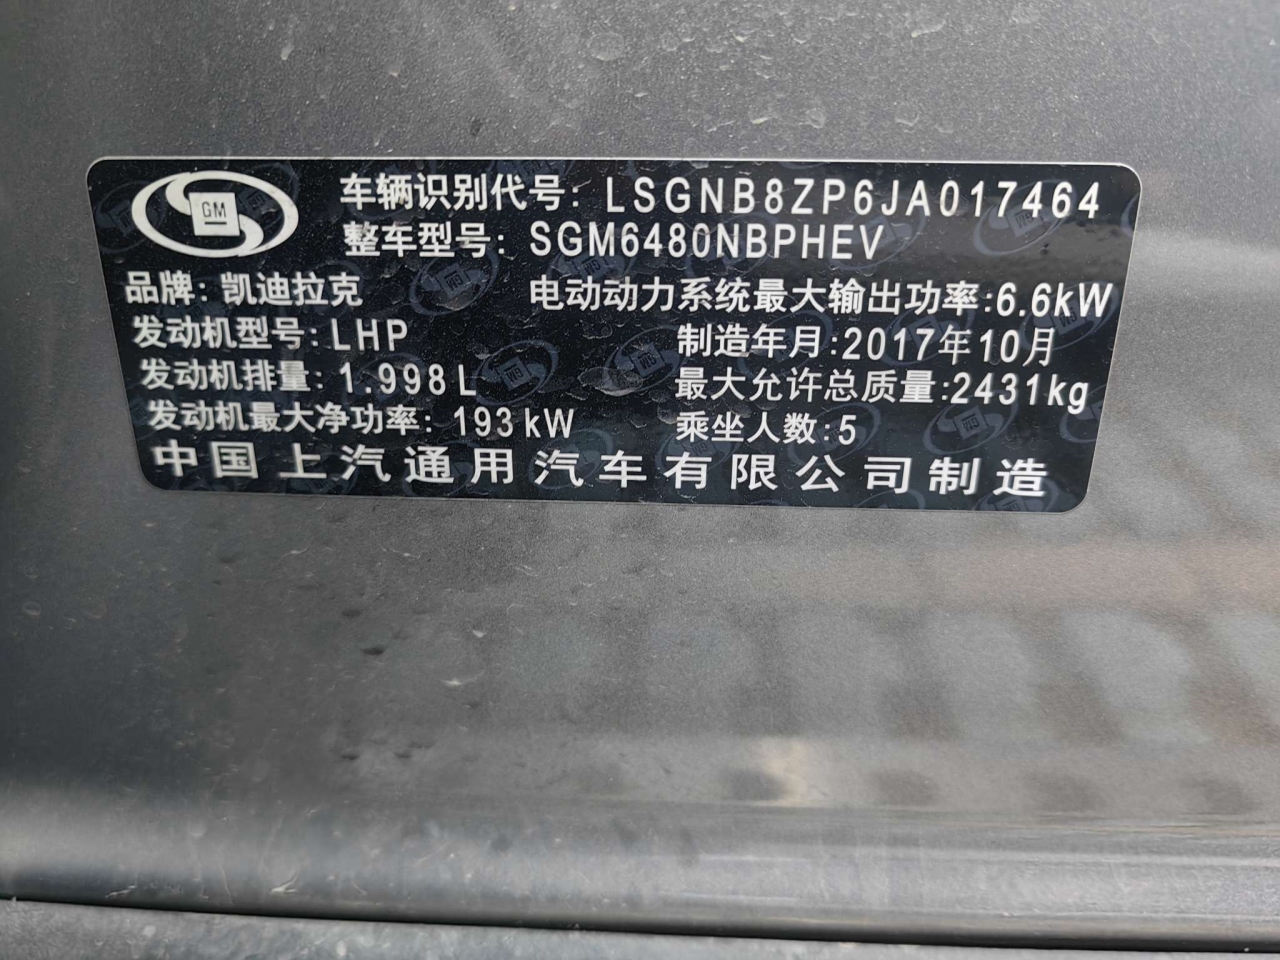 GM
车辆识别代号: LSGNB8ZP6JA017464
整车型号: SGM6480NBPHEV
品牌: 凯迪拉克 电动动力系统最大输出功率:6.6kW
发动机型号:LHP 制造年月:2017年10月
发动机排量: 1.998L 最大允许总质量:2431kg
发动机最大净功率: 193kW 乘坐人数:5
中国上汽通用汽车有限公司制造